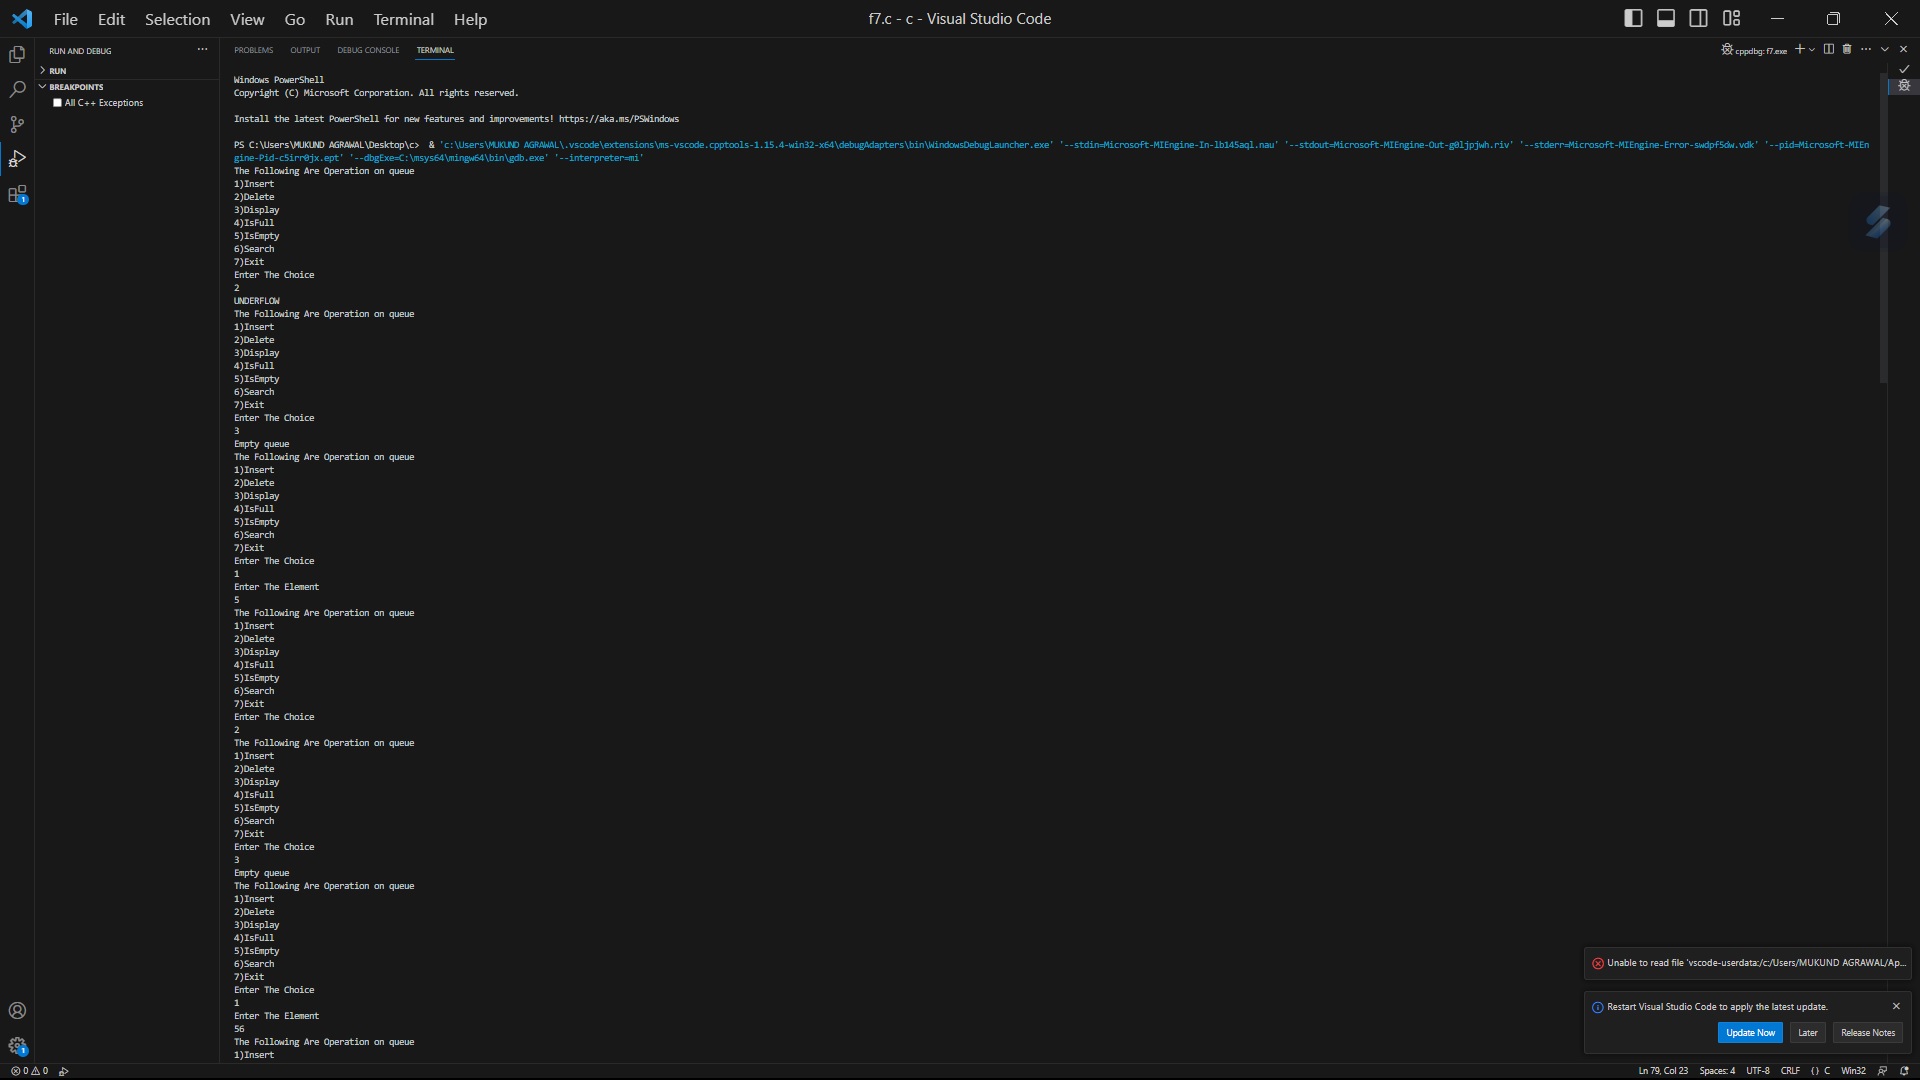 File Edit Selection View Go Run Terminal Help
f7.c - c - Visual Studio Code
RUN AND DEBUG
RUN
BREAKPOINTS
All C++ Exceptions
PROBLEMS OUTPUT DEBUG CONSOLE TERMINAL
cppdbg: f7.exe
Windows PowerShell
Copyright (C) Microsoft Corporation. All rights reserved.
Install the latest PowerShell for new features and improvements! https://aka.ms/PSWindows
PS C:\Users\MUKUND AGRAWAL\Desktop\c>  & 'c:\Users\MUKUND AGRAWAL\.vscode\extensions\ms-vscode.cpptools-1.15.4-win32-x64\debugAdapters\bin\WindowsDebugLauncher.exe' '--stdin=Microsoft-MIEngine-In-lb145aql.nau' '--stdout=Microsoft-MIEngine-Out-g0ljpjwh.riv' '--stderr=Microsoft-MIEngine-Error-swdpf5dw.vdk' '--pid=Microsoft-MIEn
gine-Pid-c5irr0jx.ept' '--dbgExe=C:\msys64\mingw64\bin\gdb.exe' '--interpreter=mi'
The Following Are Operation on queue
1)Insert
2)Delete
3)Display
4)IsFull
5)IsEmpty
6)Search
7)Exit
Enter The Choice
2
UNDERFLOW
The Following Are Operation on queue
1)Insert
2)Delete
3)Display
4)IsFull
5)IsEmpty
6)Search
7)Exit
Enter The Choice
3
Empty queue
The Following Are Operation on queue
1)Insert
2)Delete
3)Display
4)IsFull
5)IsEmpty
6)Search
7)Exit
Enter The Choice
1
Enter The Element
5
The Following Are Operation on queue
1)Insert
2)Delete
3)Display
4)IsFull
5)IsEmpty
6)Search
7)Exit
Enter The Choice
2
The Following Are Operation on queue
1)Insert
2)Delete
3)Display
4)IsFull
5)IsEmpty
6)Search
7)Exit
Enter The Choice
3
Empty queue
The Following Are Operation on queue
1)Insert
2)Delete
3)Display
4)IsFull
5)IsEmpty
6)Search
7)Exit
Enter The Choice
1
Enter The Element
56
The Following Are Operation on queue
1)Insert
Unable to read file 'vscode-userdata:/c:/Users/MUKUND AGRAWAL/Ap...
Restart Visual Studio Code to apply the latest update.
Update Now Later Release Notes
1
1
0 0
Ln 79, Col 23 Spaces: 4 UTF-8 CRLF {} C Win32